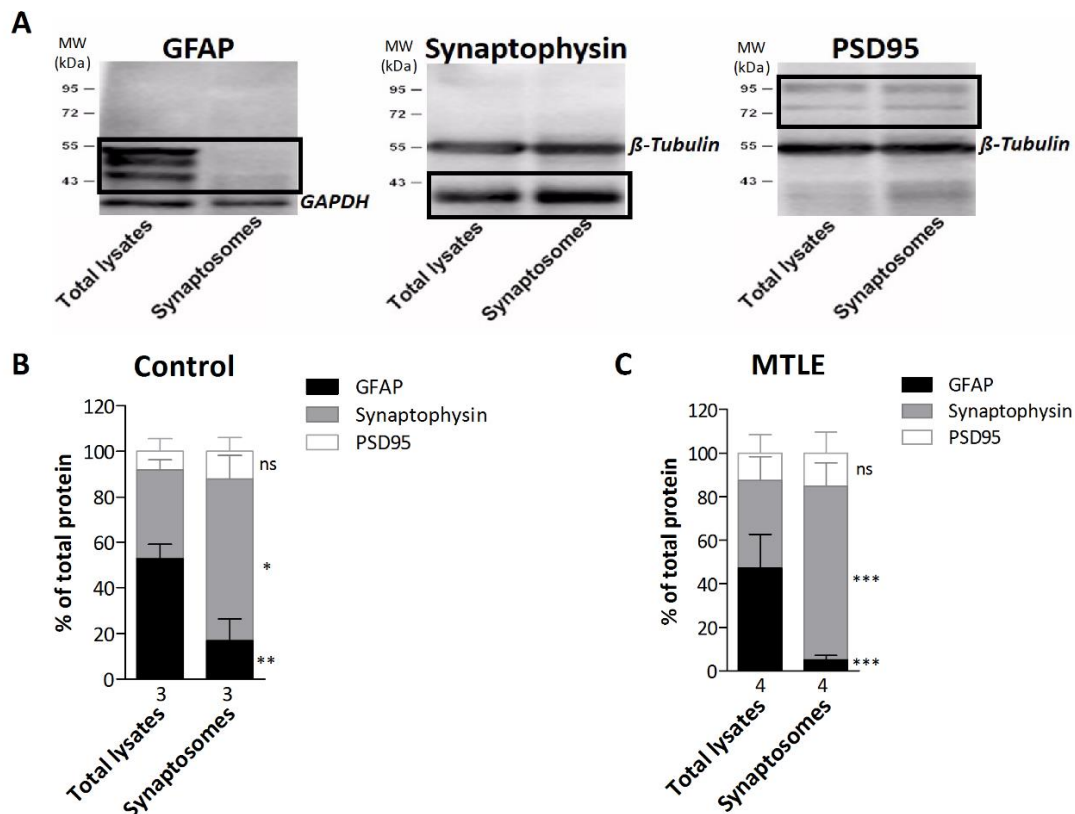 A
MW
(kDa)
GFAP
95
72
55
43
GAPDH
Total lysates
Synaptosomes
MW
(kDa)
Synaptophysin
95
72
55
43
ß-Tubulin
Total lysates
Synaptosomes
MW
(kDa)
PSD95
95
72
55
43
ß-Tubulin
Total lysates
Synaptosomes
B
Control
GFAP
Synaptophysin
PSD95
% of total protein
120
100
80
60
40
20
0
ns
*
**
3
3
Total lysates
Synaptosomes
C
MTLE
GFAP
Synaptophysin
PSD95
% of total protein
120
100
80
60
40
20
0
ns
***
***
4
4
Total lysates
Synaptosomes